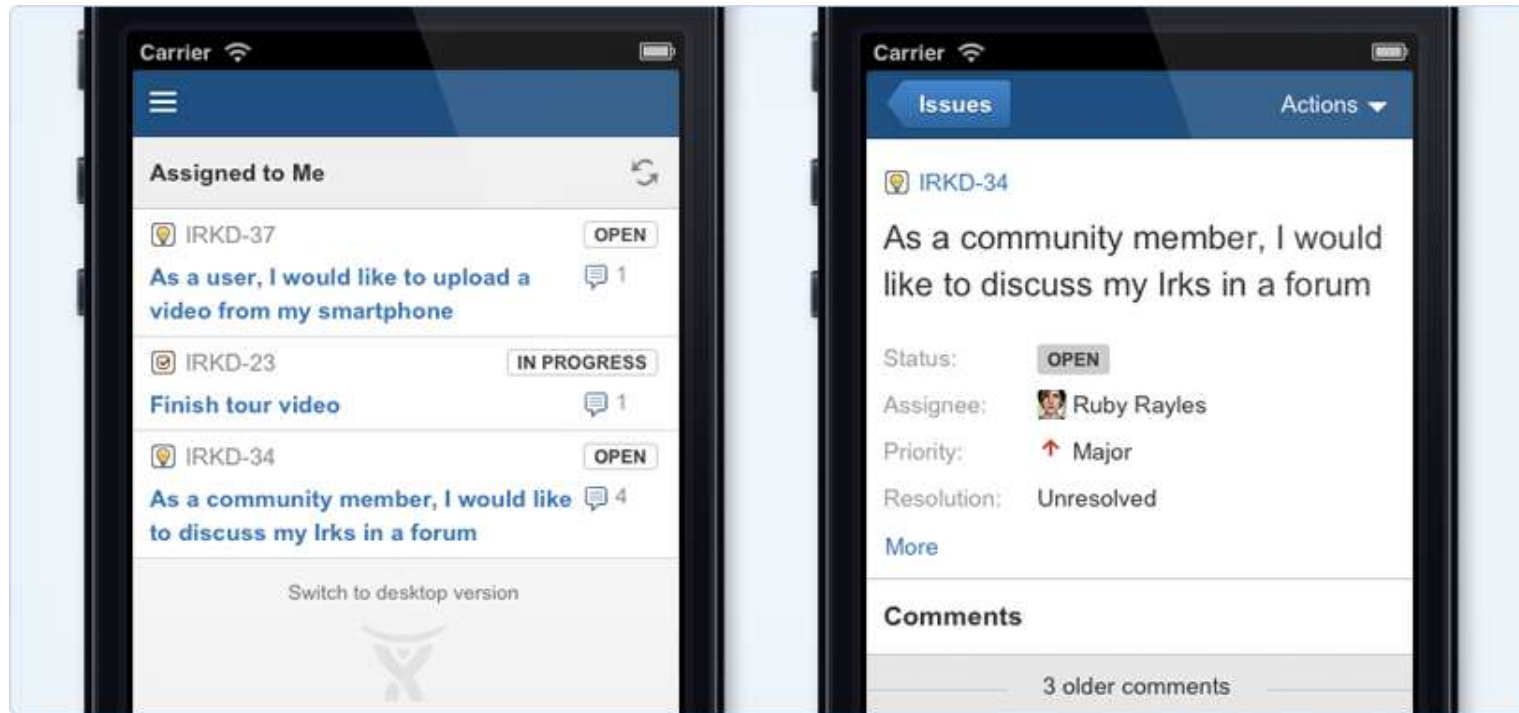 Carrier
Assigned to Me
IRKD-37 OPEN
As a user, I would like to upload a 1
video from my smartphone
IRKD-23 IN PROGRESS
Finish tour video 1
IRKD-34 OPEN
As a community member, I would like 4
to discuss my Irks in a forum
Switch to desktop version
Carrier
Issues Actions
IRKD-34
As a community member, I would
like to discuss my Irks in a forum
Status: OPEN
Assignee: Ruby Rayles
Priority: Major
Resolution: Unresolved
More
Comments
3 older comments